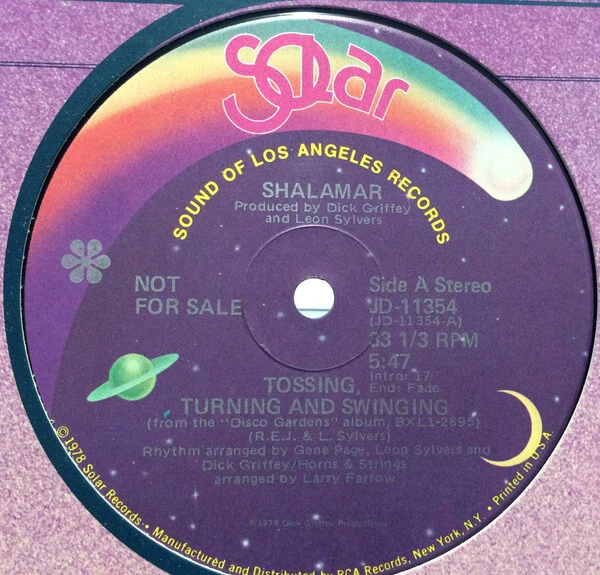 SOLAR
SOUND OF LOS ANGELES RECORDS
SHALAMAR
Produced by Dick Griffey
and Leon Sylvers
NOT
FOR SALE
Side A Stereo
JD-11354
(JD-11354-A)
33 1/3 RPM
5:47
Intro: 17
End: Fade
TOSSING,
TURNING AND SWINGING
(from the "Disco Gardens" album, BXL1-2895)
(R.E.J. & L. Sylvers)
Rhythm arranged by Gene Page, Leon Sylvers and
Dick Griffey/Horns & Strings
arranged by Larry Farrow
©1978 Dick Griffey Productions
©1978 Solar Records. • Manufactured and Distributed by RCA Records, New York, N.Y. • Printed in U.S.A.